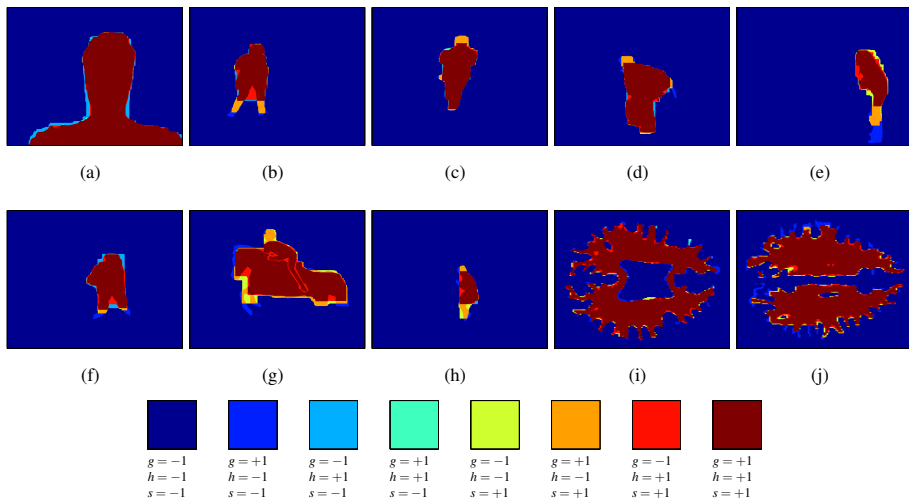 (a) (b) (c) (d) (e)
(f) (g) (h) (i) (j)
g = −1 g = +1 g = −1 g = +1 g = −1 g = +1 g = −1 g = +1
h = −1 h = −1 h = +1 h = +1 h = −1 h = −1 h = +1 h = +1
s = −1 s = −1 s = −1 s = −1 s = +1 s = +1 s = +1 s = +1